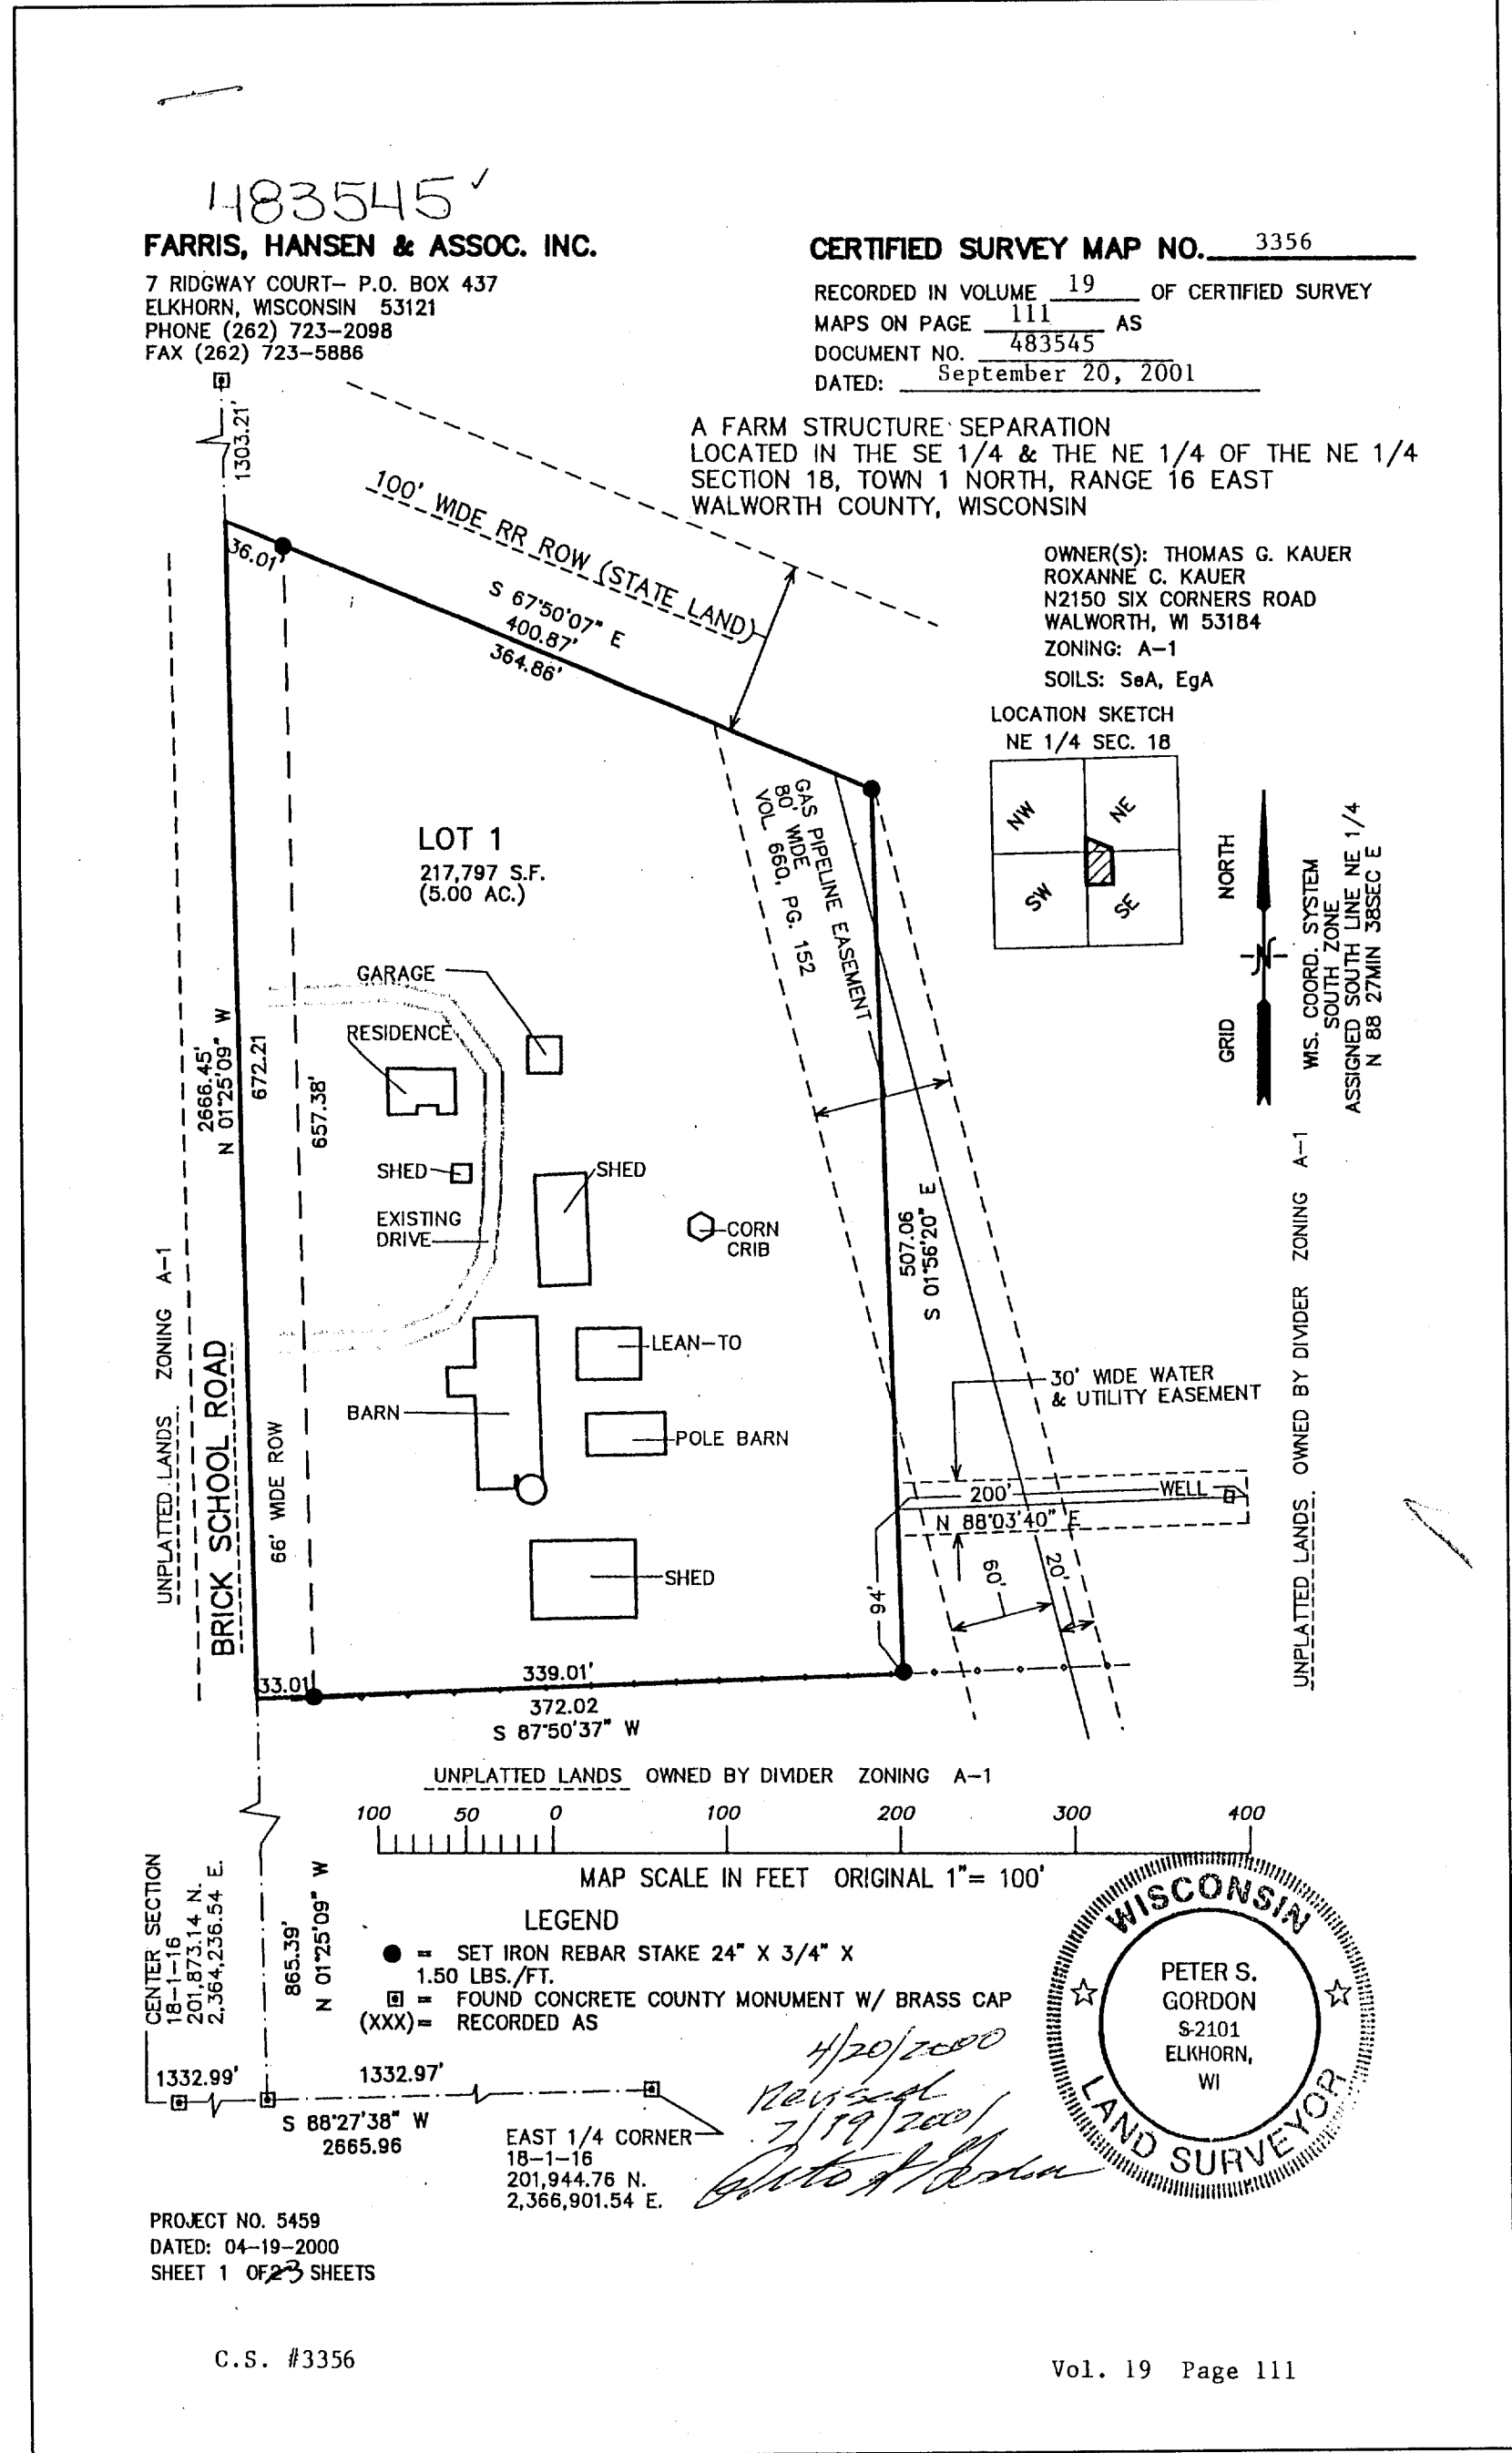 483545
FARRIS, HANSEN & ASSOC. INC.
7 RIDGWAY COURT- P.O. BOX 437
ELKHORN, WISCONSIN 53121
PHONE (262) 723-2098
FAX (262) 723-5886
CERTIFIED SURVEY MAP NO. 3356
RECORDED IN VOLUME 19 OF CERTIFIED SURVEY
MAPS ON PAGE 111 AS
DOCUMENT NO. 483545
DATED: September 20, 2001
A FARM STRUCTURE SEPARATION
LOCATED IN THE SE 1/4 & THE NE 1/4 OF THE NE 1/4
SECTION 18, TOWN 1 NORTH, RANGE 16 EAST
WALWORTH COUNTY, WISCONSIN
OWNER(S): THOMAS G. KAUER
ROXANNE C. KAUER
N2150 SIX CORNERS ROAD
WALWORTH, WI 53184
ZONING: A-1
SOILS: SeA, EgA
LOCATION SKETCH
NE 1/4 SEC. 18
NW
NE
SW
SE
NORTH
GRID
N
WIS. COORD. SYSTEM
SOUTH ZONE
ASSIGNED SOUTH LINE NE 1/4
N 88 27MIN 38SEC E
1303.21'
100' WIDE RR ROW (STATE LAND)
36.01'
S 67°50'07" E
400.87'
364.86'
LOT 1
217,797 S.F.
(5.00 AC.)
GAS PIPELINE EASEMENT
80' WIDE
VOL. 660, PG. 152
GARAGE
RESIDENCE
2666.45'
N 01°25'09" W
672.21
657.38'
SHED
SHED
EXISTING
DRIVE
CORN
CRIB
507.06
S 01°56'20" E
LEAN-TO
BARN
POLE BARN
SHED
30' WIDE WATER
& UTILITY EASEMENT
200'
WELL
N 88°03'40" E
94'
60'
20'
UNPLATTED LANDS ZONING A-1
BRICK SCHOOL ROAD
66' WIDE ROW
UNPLATTED LANDS OWNED BY DIVIDER ZONING A-1
33.01'
339.01'
372.02
S 87°50'37" W
UNPLATTED LANDS OWNED BY DIVIDER ZONING A-1
100 50 0 100 200 300 400
MAP SCALE IN FEET ORIGINAL 1"= 100'
LEGEND
= SET IRON REBAR STAKE 24" X 3/4" X
1.50 LBS./FT.
= FOUND CONCRETE COUNTY MONUMENT W/ BRASS CAP
(XXX)= RECORDED AS
CENTER SECTION
18-1-16
201,873.14 N.
2,364,236.54 E.
865.39'
N 01°25'09" W
1332.99'
1332.97'
S 88°27'38" W
2665.96
EAST 1/4 CORNER
18-1-16
201,944.76 N.
2,366,901.54 E.
4/20/2000
Revised
7/19/2001
WISCONSIN
LAND SURVEYOR
PETER S.
GORDON
S-2101
ELKHORN,
WI
PROJECT NO. 5459
DATED: 04-19-2000
SHEET 1 OF 3 SHEETS
C.S. #3356
Vol. 19 Page 111